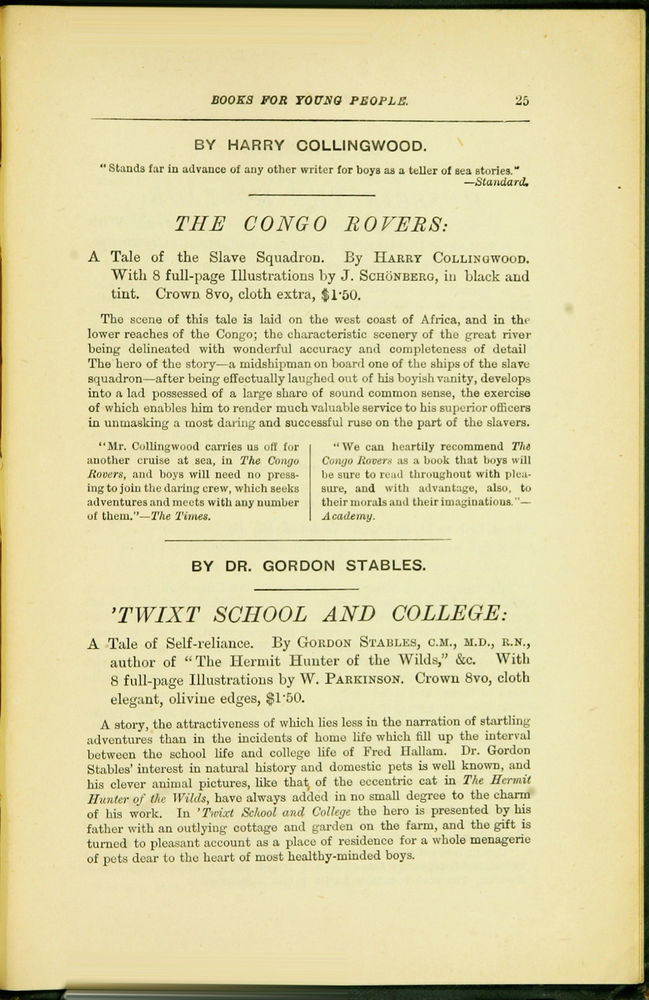 BOOKS FOR YOUNG PEOPLE. 25
BY HARRY COLLINGWOOD.
"Stands far in advance of any other writer for boys as a teller of sea stories."
—Standard.
THE CONGO ROVERS:
A Tale of the Slave Squadron. By HARRY COLLINGWOOD.
With 8 full-page Illustrations by J. SCHÖNBERG, in black and
tint. Crown 8vo, cloth extra, $1·50.
The scene of this tale is laid on the west coast of Africa, and in the
lower reaches of the Congo; the characteristic scenery of the great river
being delineated with wonderful accuracy and completeness of detail
The hero of the story—a midshipman on board one of the ships of the slave
squadron—after being effectually laughed out of his boyish vanity, develops
into a lad possessed of a large share of sound common sense, the exercise
of which enables him to render much valuable service to his superior officers
in unmasking a most daring and successful ruse on the part of the slavers.
"Mr. Collingwood carries us off for
another cruise at sea, in The Congo
Rovers, and boys will need no press-
ing to join the daring crew, which seeks
adventures and meets with any number
of them."—The Times.
"We can heartily recommend The
Congo Rovers as a book that boys will
be sure to read throughout with plea-
sure, and with advantage, also, to
their morals and their imaginations."—
Academy.
BY DR. GORDON STABLES.
'TWIXT SCHOOL AND COLLEGE:
A Tale of Self-reliance. By GORDON STABLES, C.M., M.D., R.N.,
author of "The Hermit Hunter of the Wilds," &c. With
8 full-page Illustrations by W. PARKINSON. Crown 8vo, cloth
elegant, olivine edges, $1·50.
A story, the attractiveness of which lies less in the narration of startling
adventures than in the incidents of home life which fill up the interval
between the school life and college life of Fred Hallam. Dr. Gordon
Stables' interest in natural history and domestic pets is well known, and
his clever animal pictures, like that of the eccentric cat in The Hermit
Hunter of the Wilds, have always added in no small degree to the charm
of his work. In 'Twixt School and College the hero is presented by his
father with an outlying cottage and garden on the farm, and the gift is
turned to pleasant account as a place of residence for a whole menagerie
of pets dear to the heart of most healthy-minded boys.